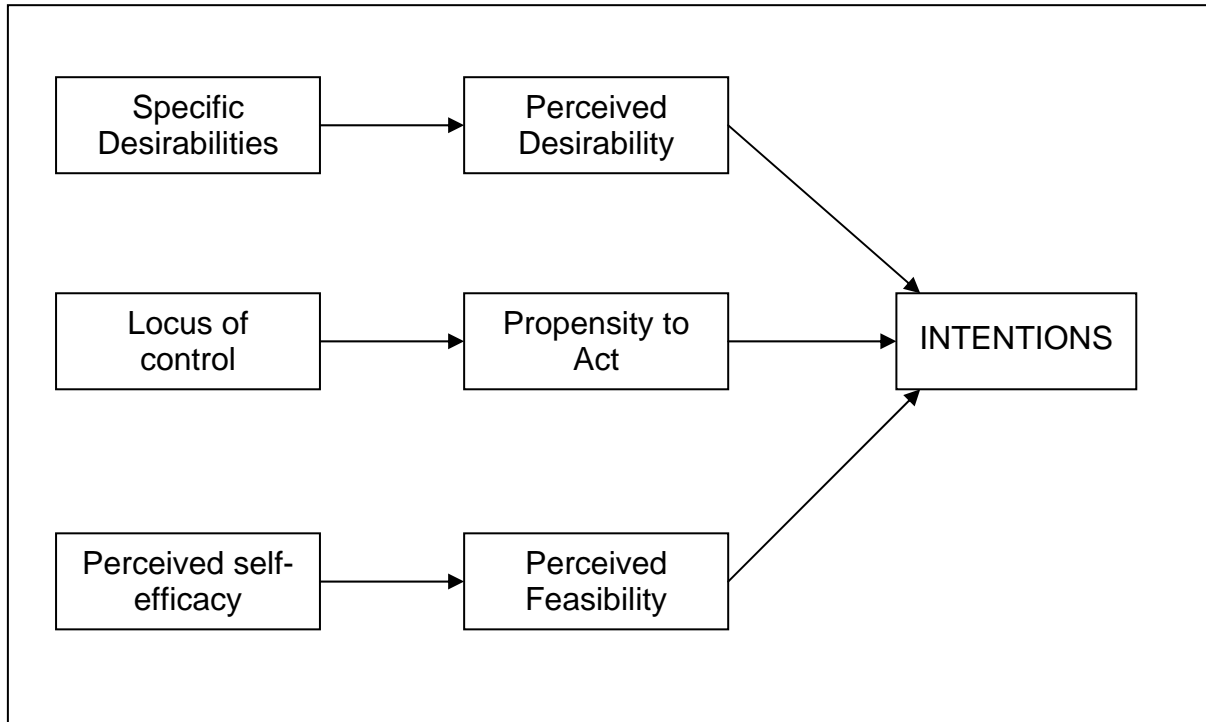 Specific
Desirabilities
Perceived
Desirability
Locus of
control
Propensity to
Act
INTENTIONS
Perceived self-
efficacy
Perceived
Feasibility